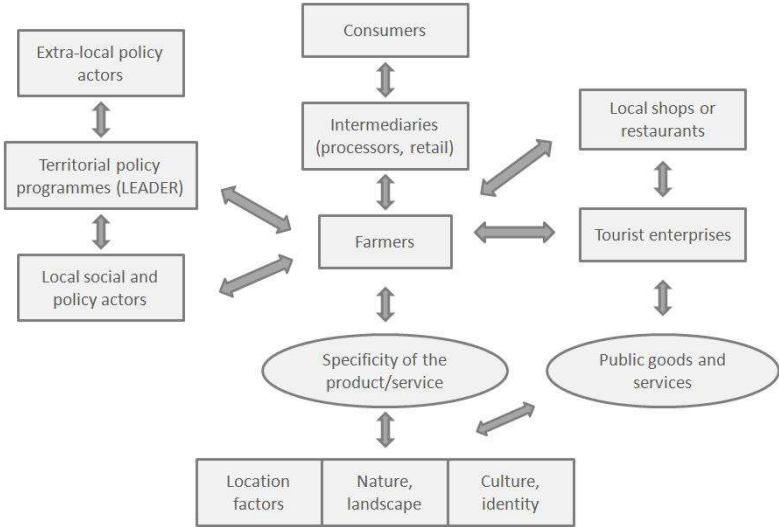 Consumers
Extra-local policy
actors
Intermediaries
(processors, retail)
Local shops or
restaurants
Territorial policy
programmes (LEADER)
Farmers
Tourist enterprises
Local social and
policy actors
Specificity of the
product/service
Public goods and
services
Location
factors
Nature,
landscape
Culture,
identity